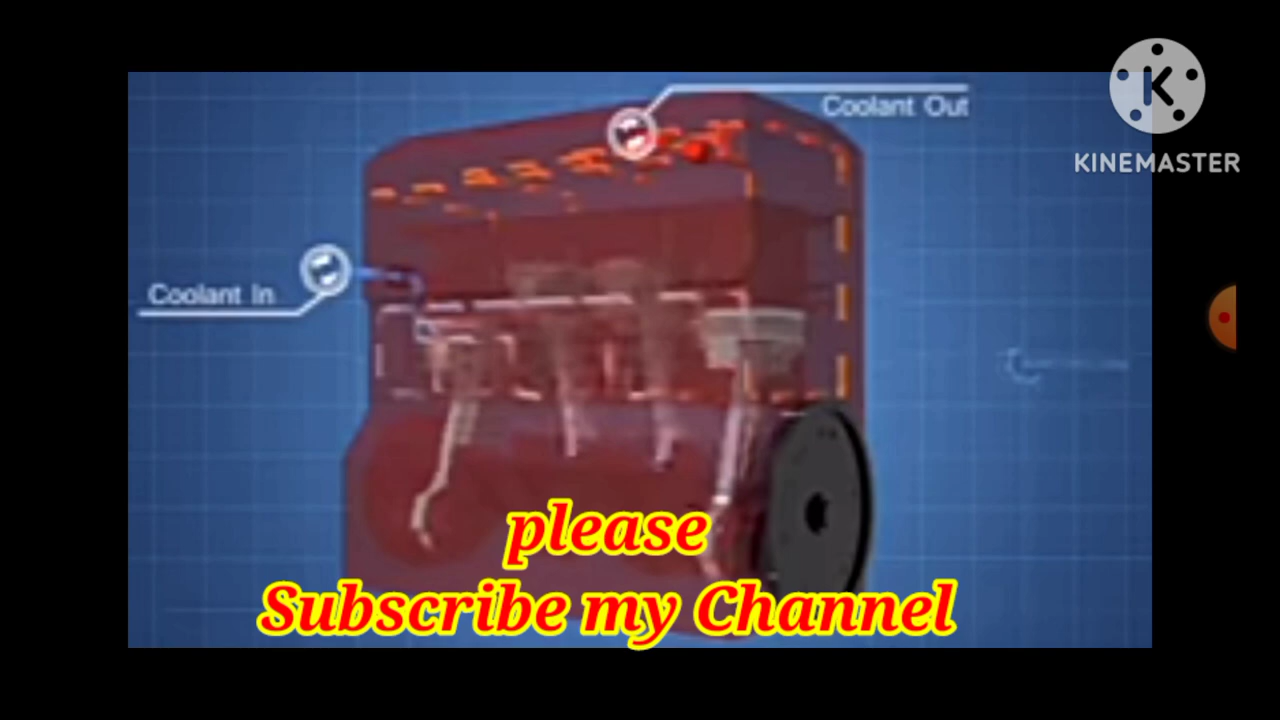 Coolant Out
KINEMASTER
Coolant In
please
Subscribe my Channel